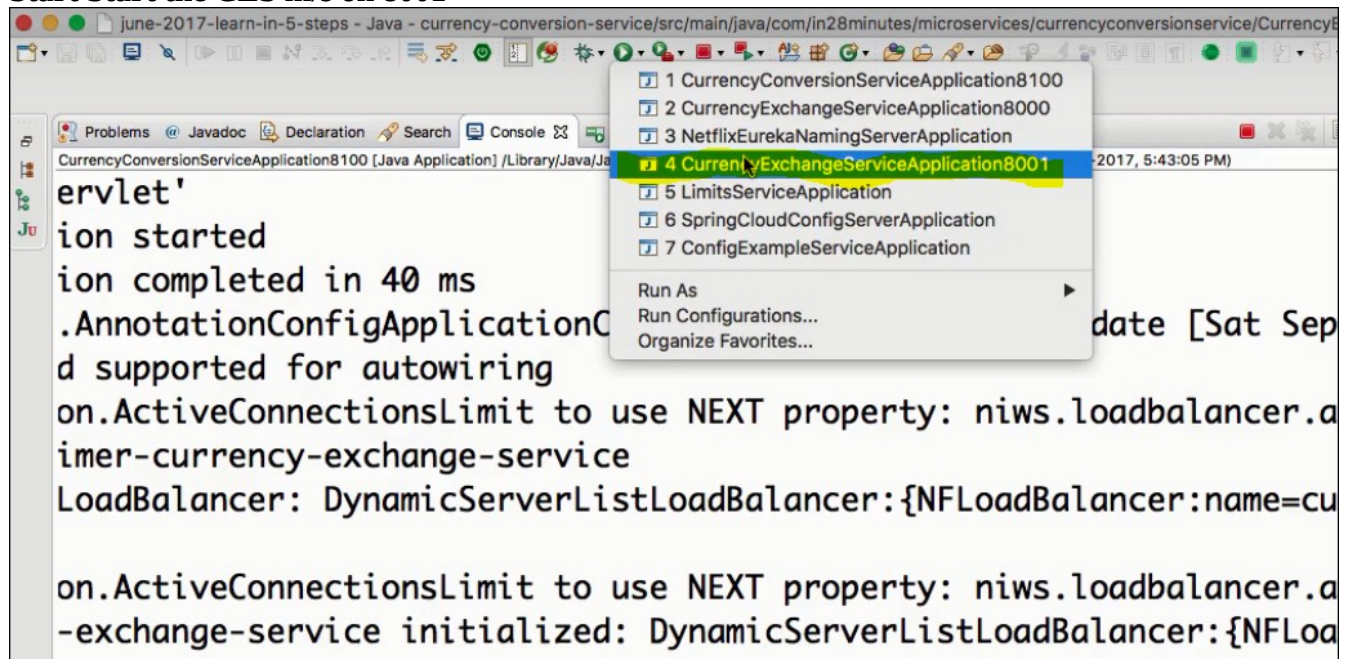 june-2017-learn-in-5-steps - Java - currency-conversion-service/src/main/java/com/in28minutes/microservices/currencyconversionservice/CurrencyE
1 CurrencyConversionServiceApplication8100
2 CurrencyExchangeServiceApplication8000
3 NetflixEurekaNamingServerApplication
4 CurrencyExchangeServiceApplication8001
5 LimitsServiceApplication
6 SpringCloudConfigServerApplication
7 ConfigExampleServiceApplication
Run As
Run Configurations...
Organize Favorites...
Problems @ Javadoc Declaration Search Console
CurrencyConversionServiceApplication8100 [Java Application] /Library/Java/Ja
2017, 5:43:05 PM)
Ju
ervlet'
ion started
ion completed in 40 ms
.AnnotationConfigApplicationC date [Sat Sep
d supported for autowiring
on.ActiveConnectionsLimit to use NEXT property: niws.loadbalancer.a
imer-currency-exchange-service
LoadBalancer: DynamicServerListLoadBalancer:{NFLoadBalancer:name=cu
on.ActiveConnectionsLimit to use NEXT property: niws.loadbalancer.a
-exchange-service initialized: DynamicServerListLoadBalancer:{NFLoa